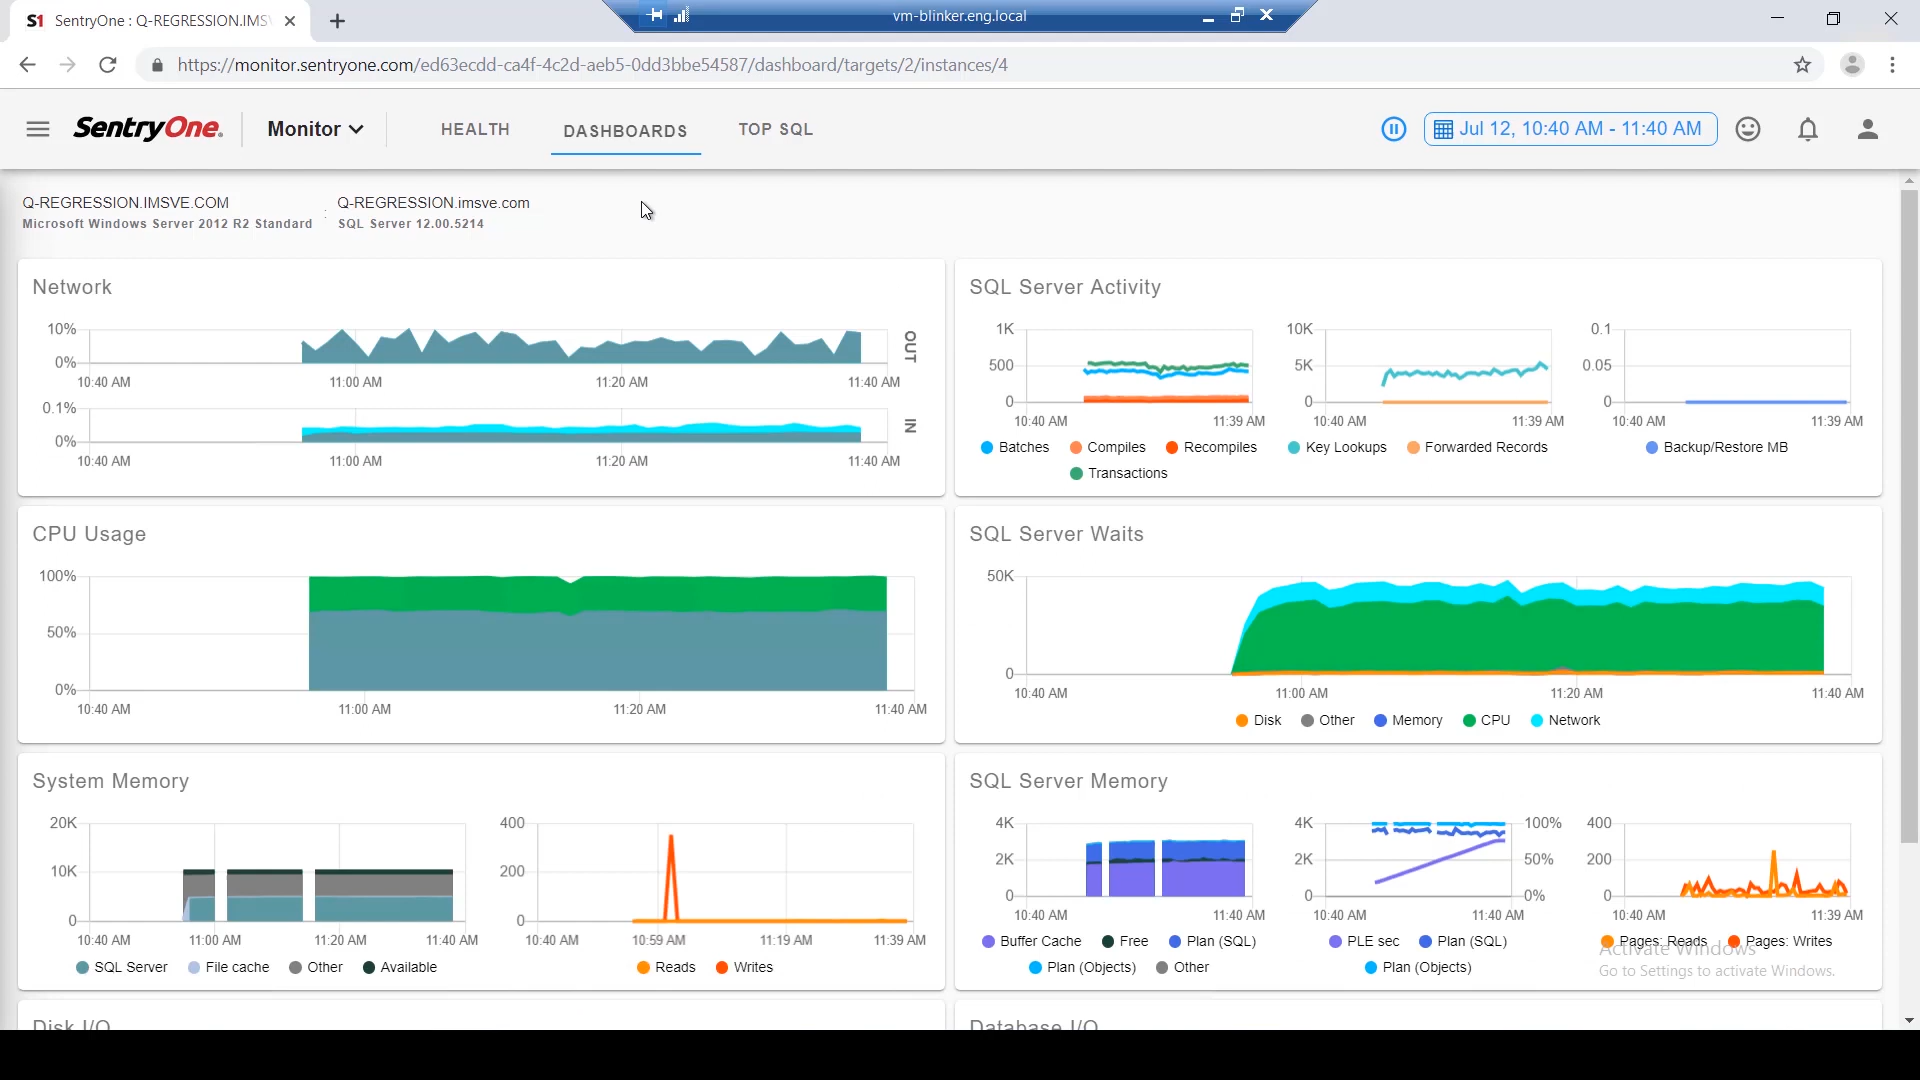 SentryOne : Q-REGRESSION.IMSV
vm-blinker.eng.local
https://monitor.sentryone.com/ed63ecdd-ca4f-4c2d-aeb5-0dd3bbe54587/dashboard/targets/2/instances/4
SentryOne Monitor HEALTH DASHBOARDS TOP SQL Jul 12, 10:40 AM - 11:40 AM
Q-REGRESSION.IMSVE.COM : Q-REGRESSION.imsve.com
Microsoft Windows Server 2012 R2 Standard SQL Server 12.00.5214
Network
10%
0%
OUT
10:40 AM 11:00 AM 11:20 AM 11:40 AM
0.1%
0%
IN
10:40 AM 11:00 AM 11:20 AM 11:40 AM
SQL Server Activity
1K 10K 0.1
500 5K 0.05
0 0 0
10:40 AM 11:39 AM 10:40 AM 11:39 AM 10:40 AM 11:39 AM
Batches Compiles Recompiles Key Lookups Forwarded Records Backup/Restore MB
Transactions
CPU Usage
100%
50%
0%
10:40 AM 11:00 AM 11:20 AM 11:40 AM
SQL Server Waits
50K
0
10:40 AM 11:00 AM 11:20 AM 11:40 AM
Disk Other Memory CPU Network
System Memory
20K 400
10K 200
0 0
10:40 AM 11:00 AM 11:20 AM 11:40 AM 10:40 AM 10:59 AM 11:19 AM 11:39 AM
SQL Server File cache Other Available Reads Writes
SQL Server Memory
4K 4K 100% 400
2K 2K 50% 200
0 0 0% 0
10:40 AM 11:40 AM 10:40 AM 11:40 AM 10:40 AM 11:39 AM
Buffer Cache Free Plan (SQL) PLE sec Plan (SQL) Pages: Reads Pages: Writes
Plan (Objects) Other Plan (Objects)
Activate Windows
Go to Settings to activate Windows.
Disk I/O
Database I/O